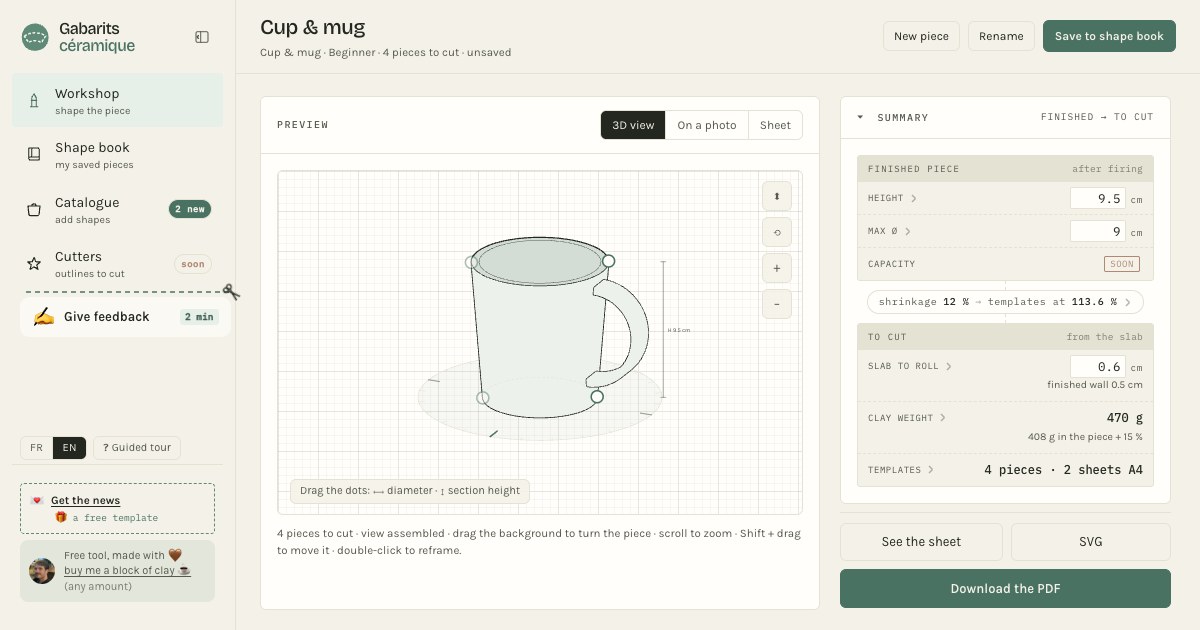 Gabarits
céramique
Workshop
shape the piece
Shape book
my saved pieces
Catalogue
add shapes
2 new
Cutters
outlines to cut
soon
Give feedback
2 min
FR
EN
? Guided tour
Get the news
a free template
Free tool, made with
buy me a block of clay
(any amount)
Cup & mug
Cup & mug · Beginner · 4 pieces to cut · unsaved
New piece
Rename
Save to shape book
PREVIEW
3D view
On a photo
Sheet
H 9.5 cm
Drag the dots: ↔ diameter · ↕ section height
4 pieces to cut · view assembled · drag the background to turn the piece · scroll to zoom · Shift + drag
to move it · double-click to reframe.
SUMMARY
FINISHED → TO CUT
FINISHED PIECE
after firing
HEIGHT
9.5 cm
MAX Ø
9 cm
CAPACITY
SOON
shrinkage 12 % → templates at 113.6 %
TO CUT
from the slab
SLAB TO ROLL
0.6 cm
finished wall 0.5 cm
CLAY WEIGHT
470 g
408 g in the piece + 15 %
TEMPLATES
4 pieces · 2 sheets A4
See the sheet
SVG
Download the PDF